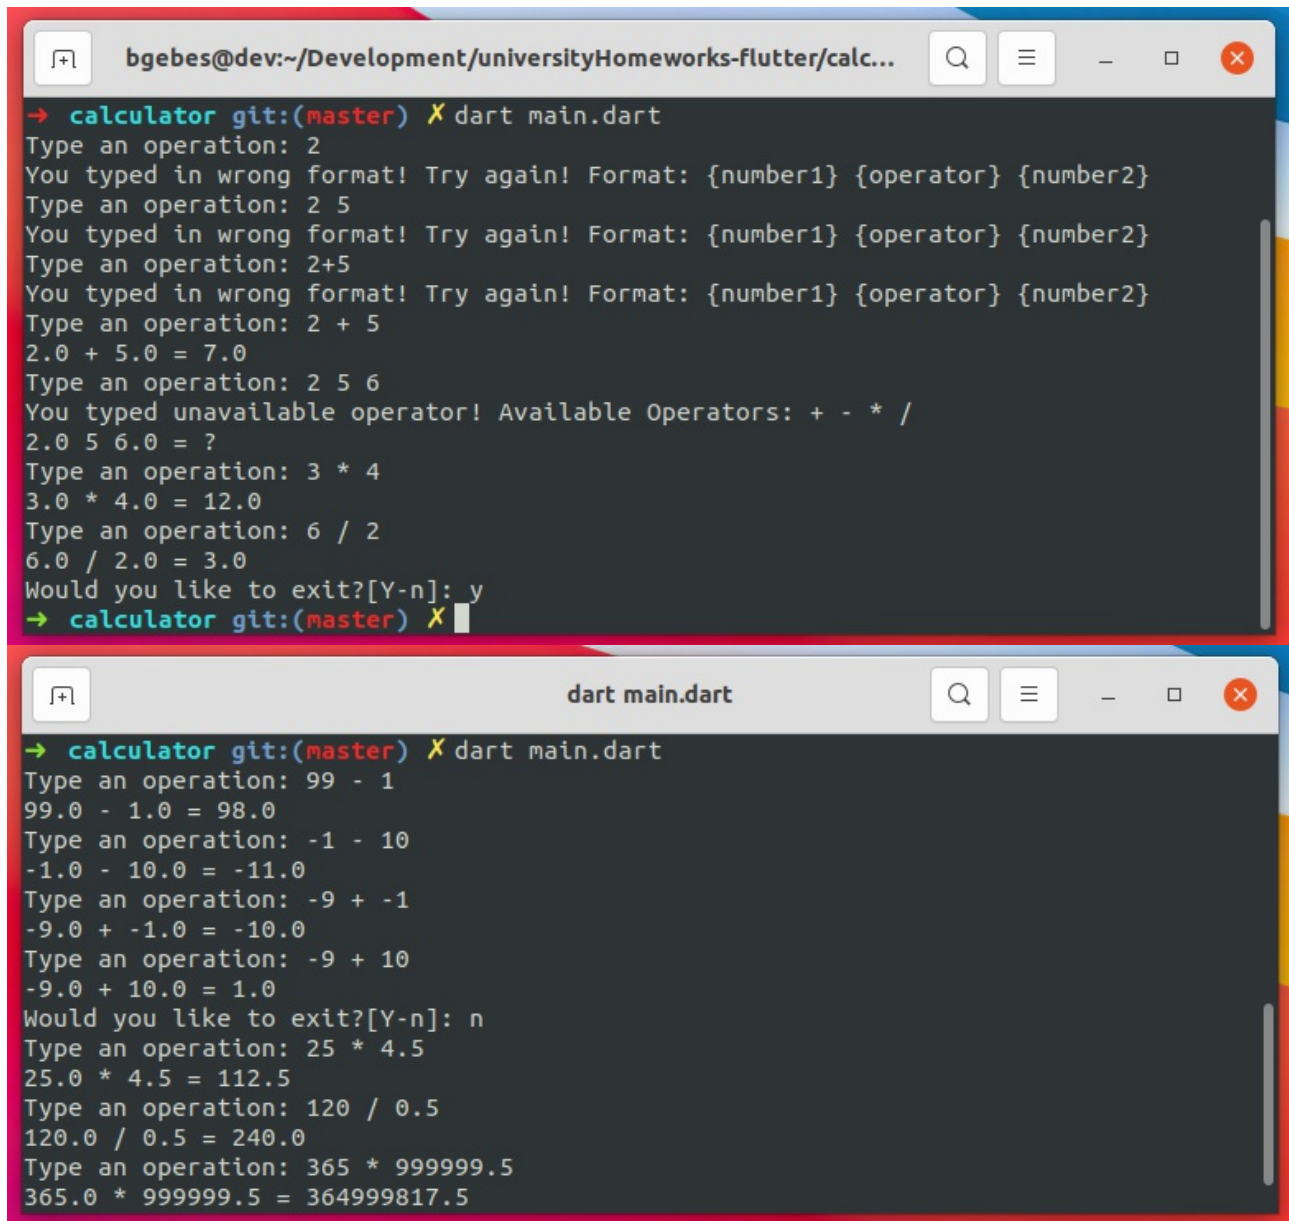 bgebes@dev:~/Development/universityHomeworks-flutter/calc...
→ calculator git:(master) ✗ dart main.dart
Type an operation: 2
You typed in wrong format! Try again! Format: {number1} {operator} {number2}
Type an operation: 2 5
You typed in wrong format! Try again! Format: {number1} {operator} {number2}
Type an operation: 2+5
You typed in wrong format! Try again! Format: {number1} {operator} {number2}
Type an operation: 2 + 5
2.0 + 5.0 = 7.0
Type an operation: 2 5 6
You typed unavailable operator! Available Operators: + - * /
2.0 5 6.0 = ?
Type an operation: 3 * 4
3.0 * 4.0 = 12.0
Type an operation: 6 / 2
6.0 / 2.0 = 3.0
Would you like to exit?[Y-n]: y
→ calculator git:(master) ✗
dart main.dart
→ calculator git:(master) ✗ dart main.dart
Type an operation: 99 - 1
99.0 - 1.0 = 98.0
Type an operation: -1 - 10
-1.0 - 10.0 = -11.0
Type an operation: -9 + -1
-9.0 + -1.0 = -10.0
Type an operation: -9 + 10
-9.0 + 10.0 = 1.0
Would you like to exit?[Y-n]: n
Type an operation: 25 * 4.5
25.0 * 4.5 = 112.5
Type an operation: 120 / 0.5
120.0 / 0.5 = 240.0
Type an operation: 365 * 999999.5
365.0 * 999999.5 = 364999817.5